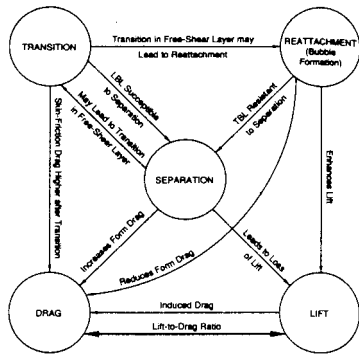 Transition in Free-Shear Layer may
Lead to Reattachment
TRANSITION
REATTACHMENT
(Bubble
Formation)
LBL Susceptible
to Separation
May Lead to Transition
in Free-Shear Layer
TBL Resistant
to Separation
Skin-Friction Drag Higher after
Transition
SEPARATION
Enhances
Lift
Increases Form Drag
Reduces Form Drag
Leads to Loss
of Lift
DRAG
Induced Drag
Lift-to-Drag Ratio
LIFT